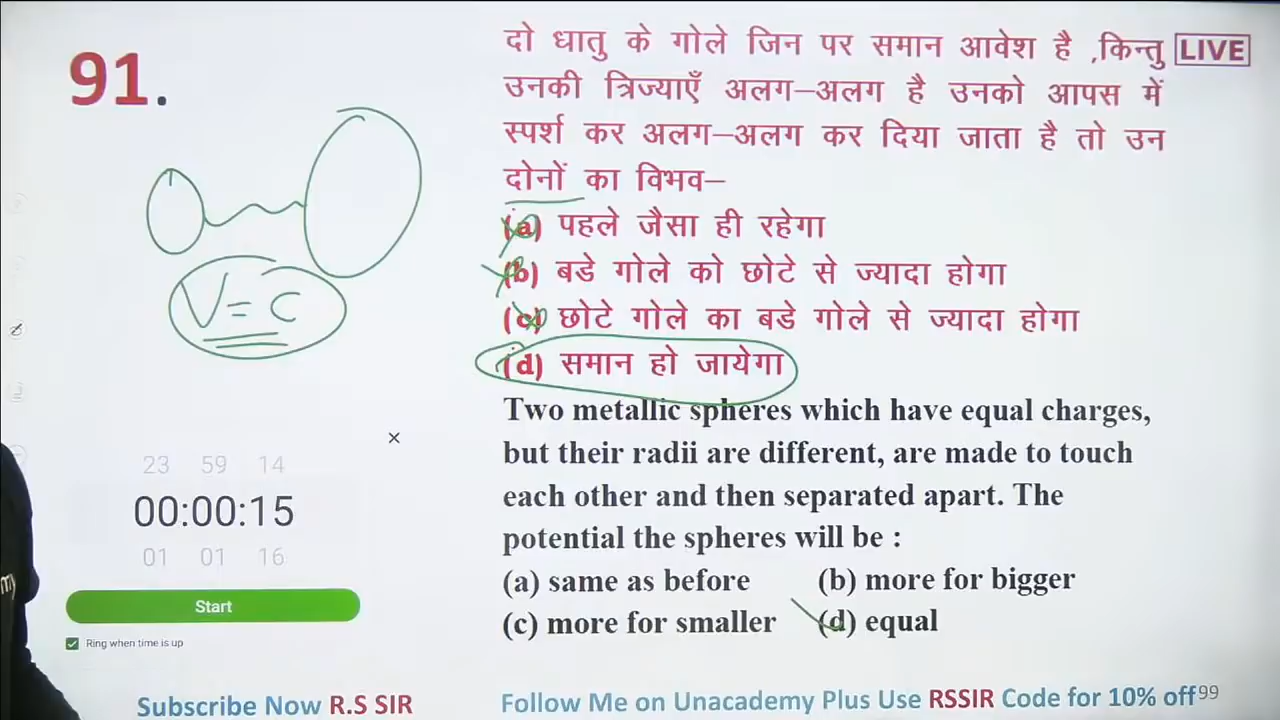 91.
दो धातु के गोले जिन पर समान आवेश है ,किन्तु
LIVE
उनकी त्रिज्याएँ अलग–अलग है उनको आपस में
स्पर्श कर अलग–अलग कर दिया जाता है तो उन
दोनों का विभव–
(a) पहले जैसा ही रहेगा
(b) बडे गोले को छोटे से ज्यादा होगा
(c) छोटे गोले का बडे गोले से ज्यादा होगा
(d) समान हो जायेगा
V = C
Two metallic spheres which have equal charges,
but their radii are different, are made to touch
each other and then separated apart. The
potential the spheres will be :
(a) same as before (b) more for bigger
(c) more for smaller (d) equal
×
23 59 14
00:00:15
01 01 16
Start
Ring when time is up
Subscribe Now R.S SIR
Follow Me on Unacademy Plus Use RSSIR Code for 10% off
99